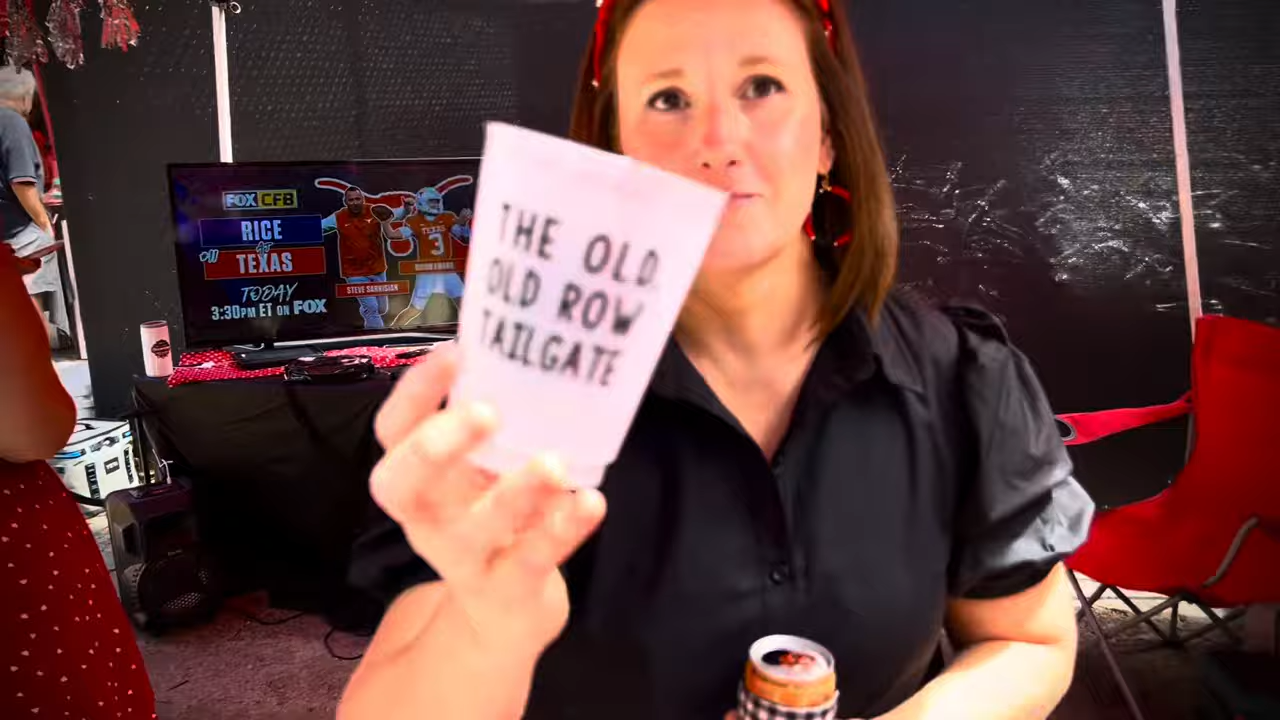 THE OLD
OLD ROW
TAILGATE
FOX CFB
RICE
At
TEXAS
TODAY
3:30PM ET ON FOX
STEVE SARKISIAN
TEXAS
3